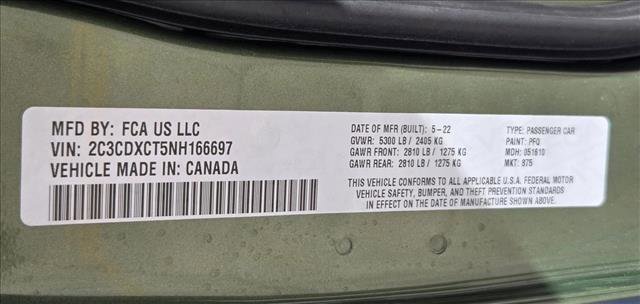 MFD BY: FCA US LLC
VIN: 2C3CDXCT5NH166697
VEHICLE MADE IN: CANADA
DATE OF MFR (BUILT): 5-22
GVWR: 5300 LB / 2405 KG
GAWR FRONT: 2810 LB / 1275 KG
GAWR REAR: 2810 LB / 1275 KG
TYPE: PASSENGER CAR
PAINT: PFQ
MDH: 051610
MKT: 875
THIS VEHICLE CONFORMS TO ALL APPLICABLE U.S.A. FEDERAL MOTOR
VEHICLE SAFETY, BUMPER, AND THEFT PREVENTION STANDARDS
IN EFFECT ON THE DATE OF MANUFACTURE SHOWN ABOVE.